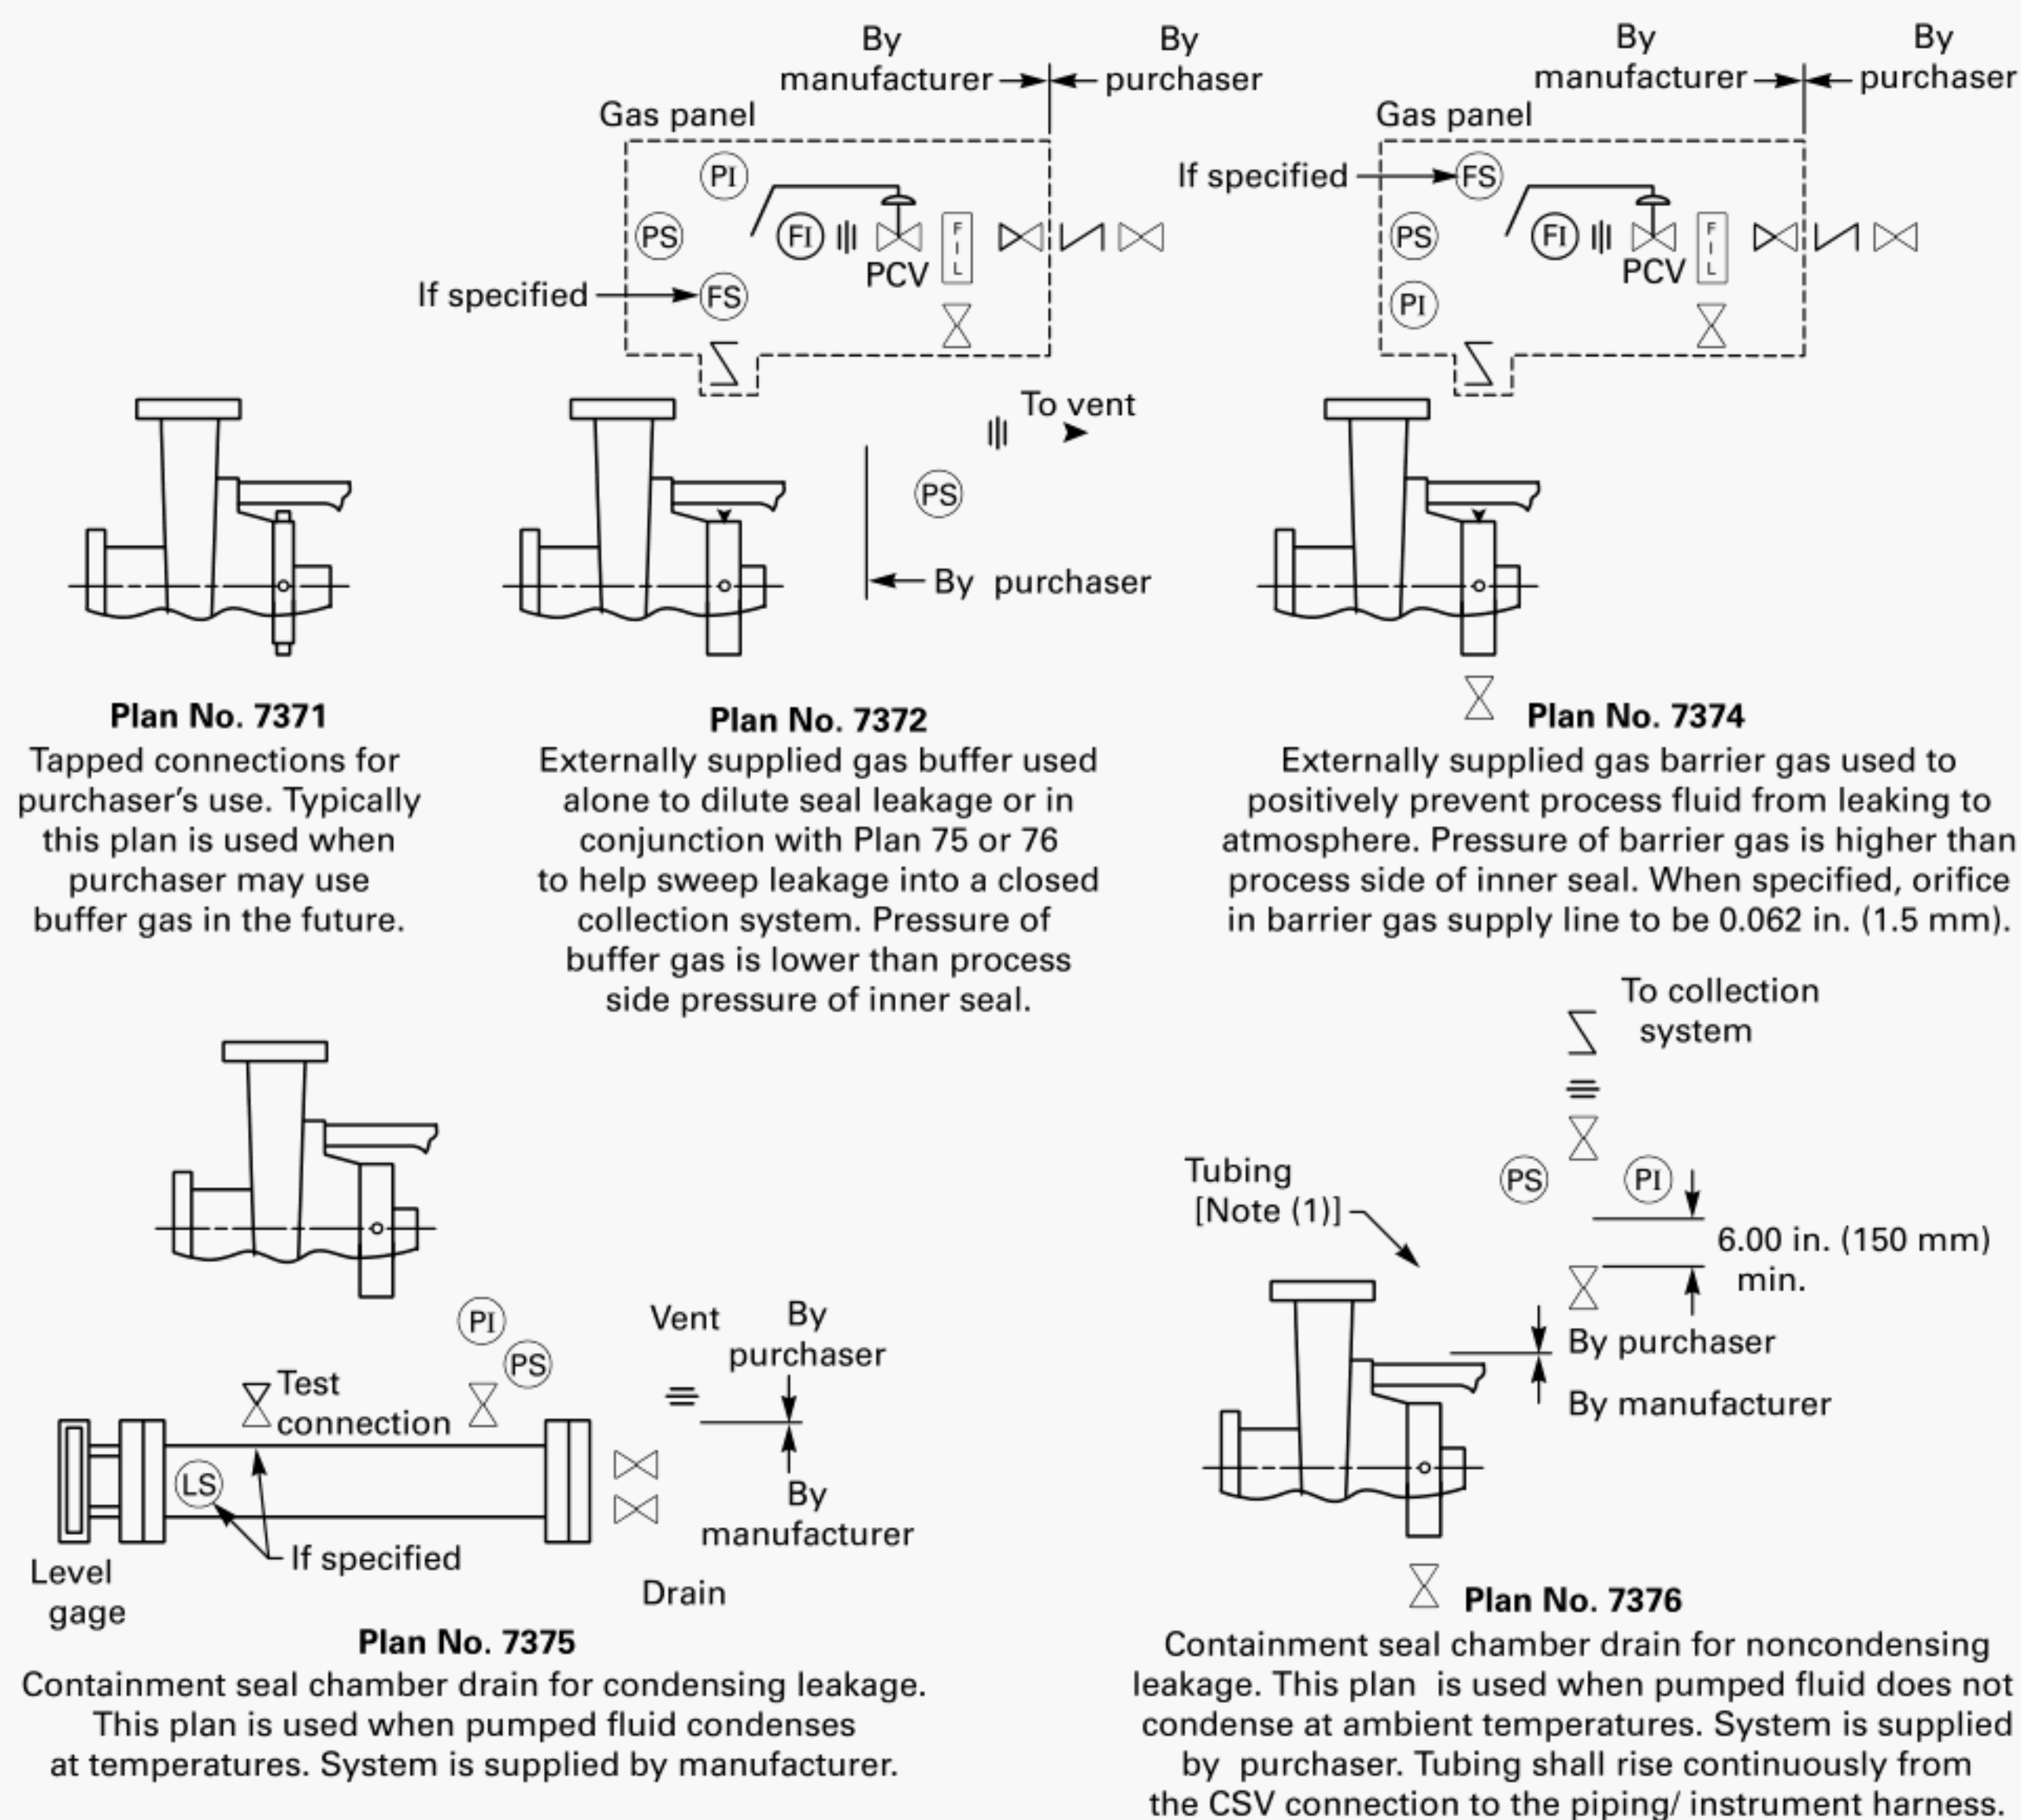 By
manufacturer
By
purchaser
Gas panel
PI
PS
FI
PCV
FIL
If specified
FS
By
manufacturer
By
purchaser
Gas panel
If specified
FS
PS
FI
PCV
FIL
PI
To vent
PS
By purchaser
Plan No. 7371
Tapped connections for
purchaser's use. Typically
this plan is used when
purchaser may use
buffer gas in the future.
Plan No. 7372
Externally supplied gas buffer used
alone to dilute seal leakage or in
conjunction with Plan 75 or 76
to help sweep leakage into a closed
collection system. Pressure of
buffer gas is lower than process
side pressure of inner seal.
Plan No. 7374
Externally supplied gas barrier gas used to
positively prevent process fluid from leaking to
atmosphere. Pressure of barrier gas is higher than
process side of inner seal. When specified, orifice
in barrier gas supply line to be 0.062 in. (1.5 mm).
PI
PS
Vent
By
purchaser
Test
connection
LS
By
manufacturer
If specified
Level
gage
Drain
Plan No. 7375
Containment seal chamber drain for condensing leakage.
This plan is used when pumped fluid condenses
at temperatures. System is supplied by manufacturer.
To collection
system
Tubing
[Note (1)]
PS
PI
6.00 in. (150 mm)
min.
By purchaser
By manufacturer
Plan No. 7376
Containment seal chamber drain for noncondensing
leakage. This plan is used when pumped fluid does not
condense at ambient temperatures. System is supplied
by purchaser. Tubing shall rise continuously from
the CSV connection to the piping/ instrument harness.